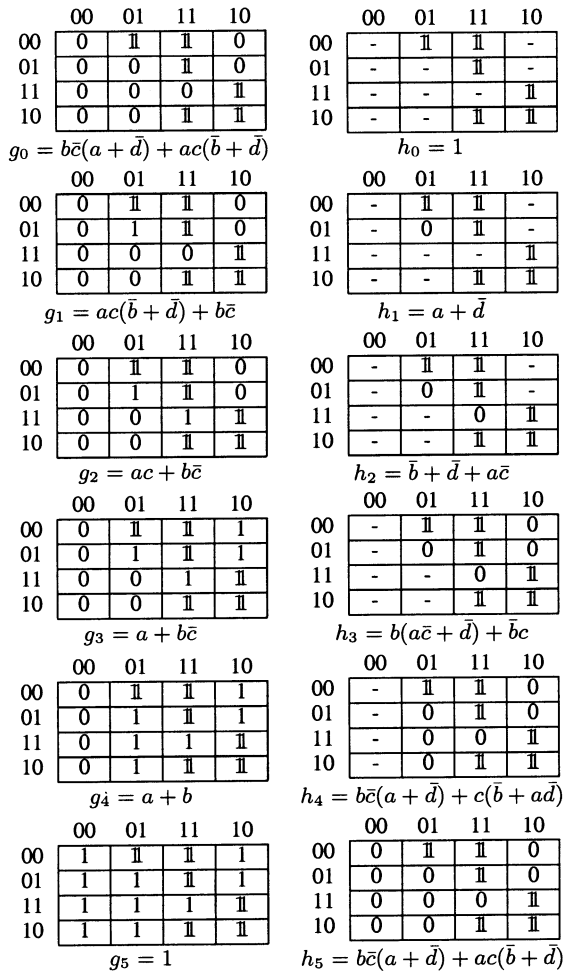 00 01 11 10 00 01 11 10
00 0 𝟙 𝟙 0 00 - 𝟙 𝟙 -
01 0 0 𝟙 0 01 - - 𝟙 -
11 0 0 0 𝟙 11 - - - 𝟙
10 0 0 𝟙 𝟙 10 - - 𝟙 𝟙
g₀ = bc̄(a + d̄) + ac(b̄ + d̄) h₀ = 1
00 01 11 10 00 01 11 10
00 0 𝟙 𝟙 0 00 - 𝟙 𝟙 -
01 0 1 𝟙 0 01 - 0 𝟙 -
11 0 0 0 𝟙 11 - - - 𝟙
10 0 0 𝟙 𝟙 10 - - 𝟙 𝟙
g₁ = ac(b̄ + d̄) + bc̄ h₁ = a + d̄
00 01 11 10 00 01 11 10
00 0 𝟙 𝟙 0 00 - 𝟙 𝟙 -
01 0 1 𝟙 0 01 - 0 𝟙 -
11 0 0 1 𝟙 11 - - 0 𝟙
10 0 0 𝟙 𝟙 10 - - 𝟙 𝟙
g₂ = ac + bc̄ h₂ = b̄ + d̄ + ac̄
00 01 11 10 00 01 11 10
00 0 𝟙 𝟙 1 00 - 𝟙 𝟙 0
01 0 1 𝟙 1 01 - 0 𝟙 0
11 0 0 1 𝟙 11 - - 0 𝟙
10 0 0 𝟙 𝟙 10 - - 𝟙 𝟙
g₃ = a + bc̄ h₃ = b(ac̄ + d̄) + b̄c
00 01 11 10 00 01 11 10
00 0 𝟙 𝟙 1 00 - 𝟙 𝟙 0
01 0 1 𝟙 1 01 - 0 𝟙 0
11 0 1 1 𝟙 11 - 0 0 𝟙
10 0 1 𝟙 𝟙 10 - 0 𝟙 𝟙
g₄ = a + b h₄ = bc̄(a + d̄) + c(b̄ + ad̄)
00 01 11 10 00 01 11 10
00 1 𝟙 𝟙 1 00 0 𝟙 𝟙 0
01 1 1 𝟙 1 01 0 0 𝟙 0
11 1 1 1 𝟙 11 0 0 0 𝟙
10 1 1 𝟙 𝟙 10 0 0 𝟙 𝟙
g₅ = 1 h₅ = bc̄(a + d̄) + ac(b̄ + d̄)